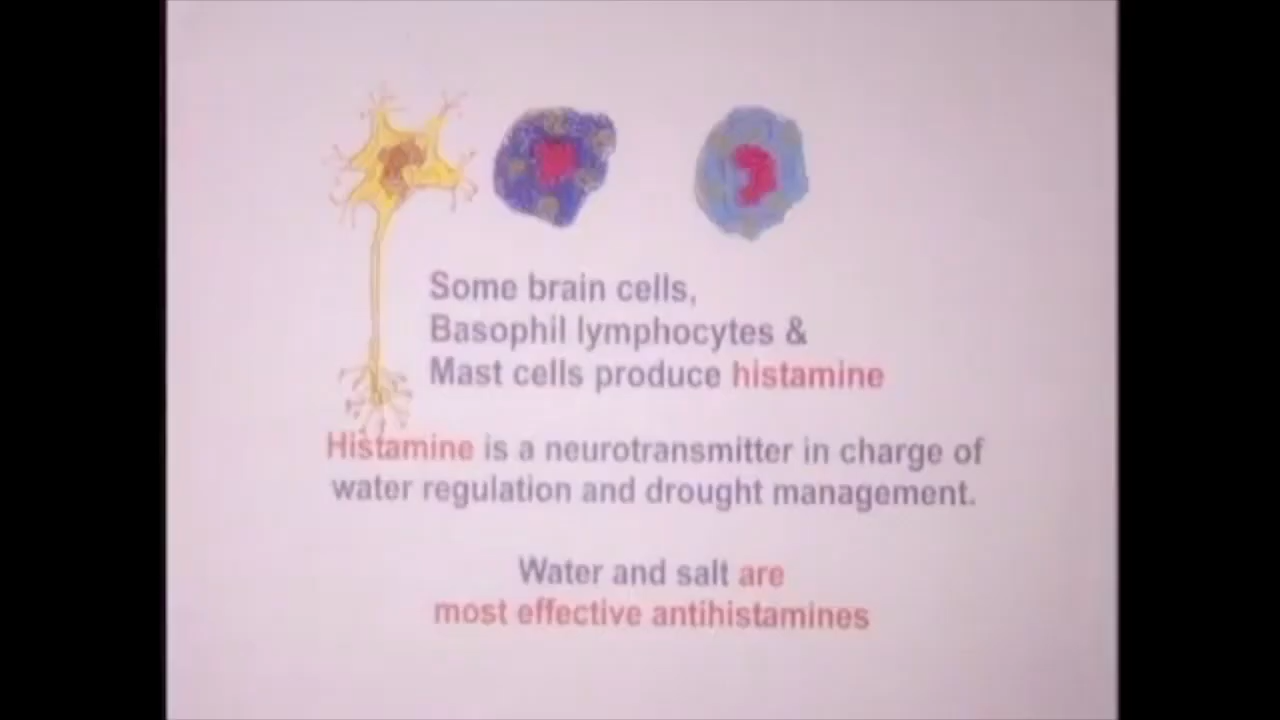 Some brain cells,
Basophil lymphocytes &
Mast cells produce histamine
Histamine is a neurotransmitter in charge of
water regulation and drought management.
Water and salt are
most effective antihistamines